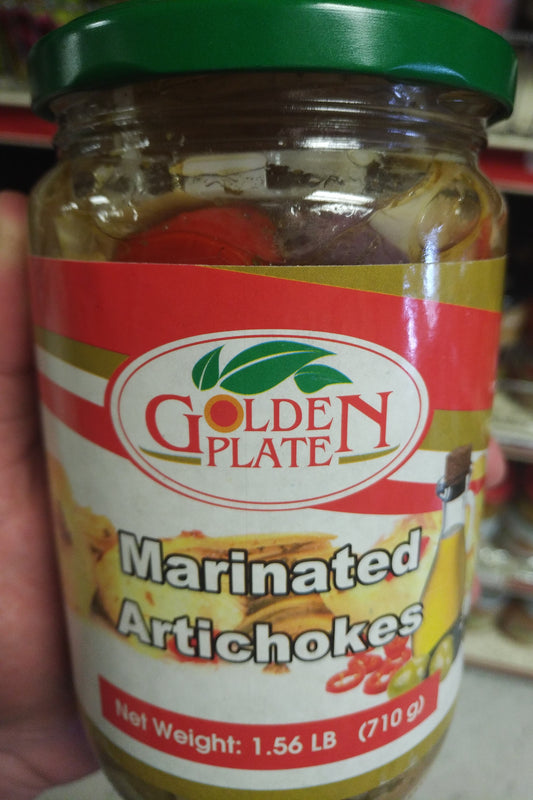 GOLDEN
PLATE
Marinated
Artichokes
Net Weight: 1.56 LB (710 g)